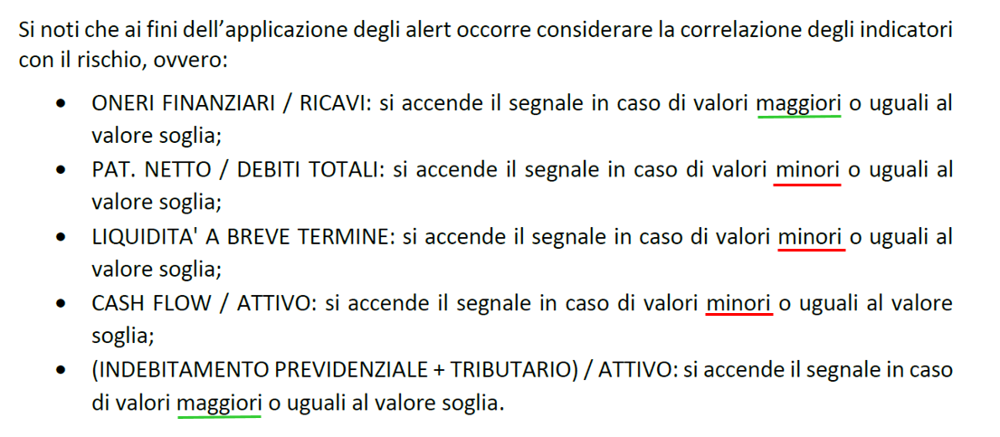 Si noti che ai fini dell’applicazione degli alert occorre considerare la correlazione degli indicatori
con il rischio, ovvero:
• ONERI FINANZIARI / RICAVI: si accende il segnale in caso di valori maggiori o uguali al
valore soglia;
• PAT. NETTO / DEBITI TOTALI: si accende il segnale in caso di valori minori o uguali al
valore soglia;
• LIQUIDITA' A BREVE TERMINE: si accende il segnale in caso di valori minori o uguali al
valore soglia;
• CASH FLOW / ATTIVO: si accende il segnale in caso di valori minori o uguali al valore
soglia;
• (INDEBITAMENTO PREVIDENZIALE + TRIBUTARIO) / ATTIVO: si accende il segnale in caso
di valori maggiori o uguali al valore soglia.